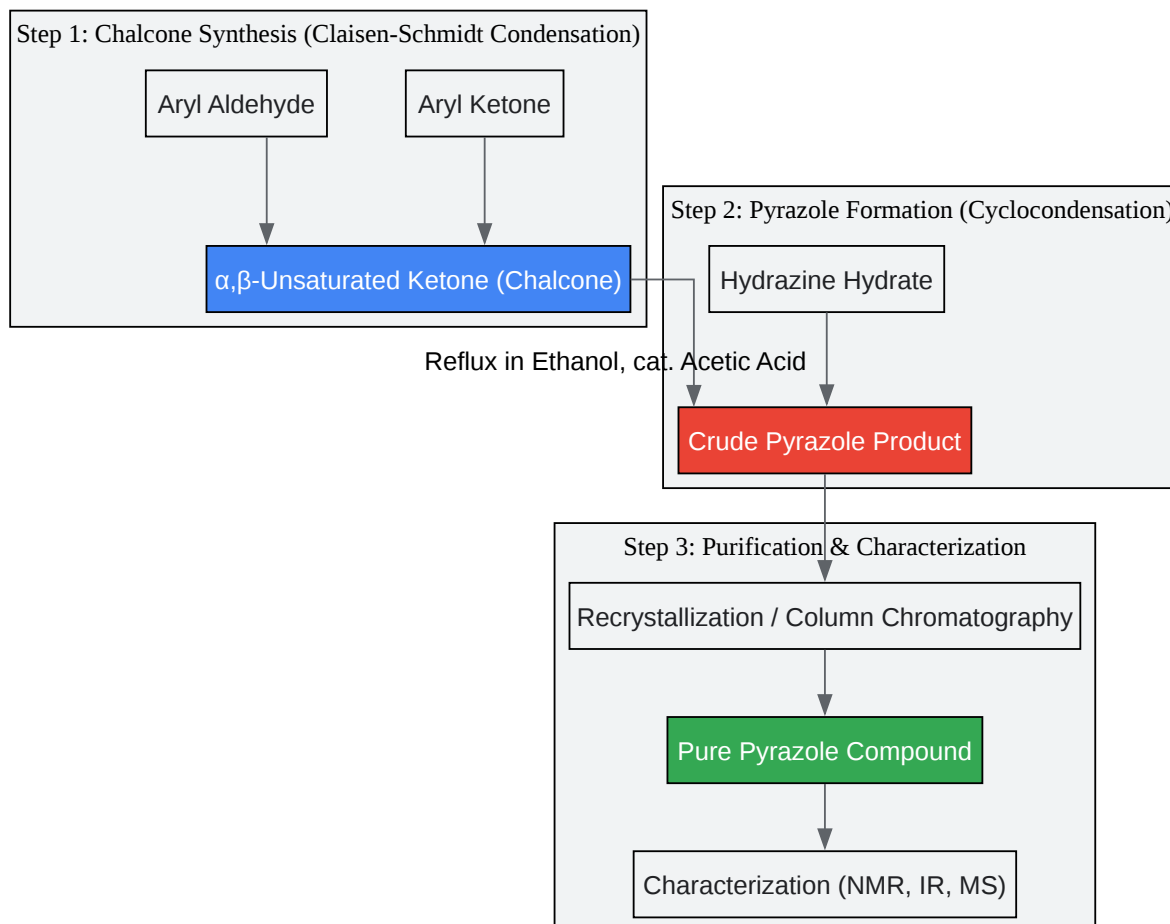 Step 1: Chalcone Synthesis (Claisen-Schmidt Condensation)
Aryl Aldehyde
Aryl Ketone
α,β-Unsaturated Ketone (Chalcone)
Step 2: Pyrazole Formation (Cyclocondensation)
Hydrazine Hydrate
Reflux in Ethanol, cat. Acetic Acid
Crude Pyrazole Product
Step 3: Purification & Characterization
Recrystallization / Column Chromatography
Pure Pyrazole Compound
Characterization (NMR, IR, MS)